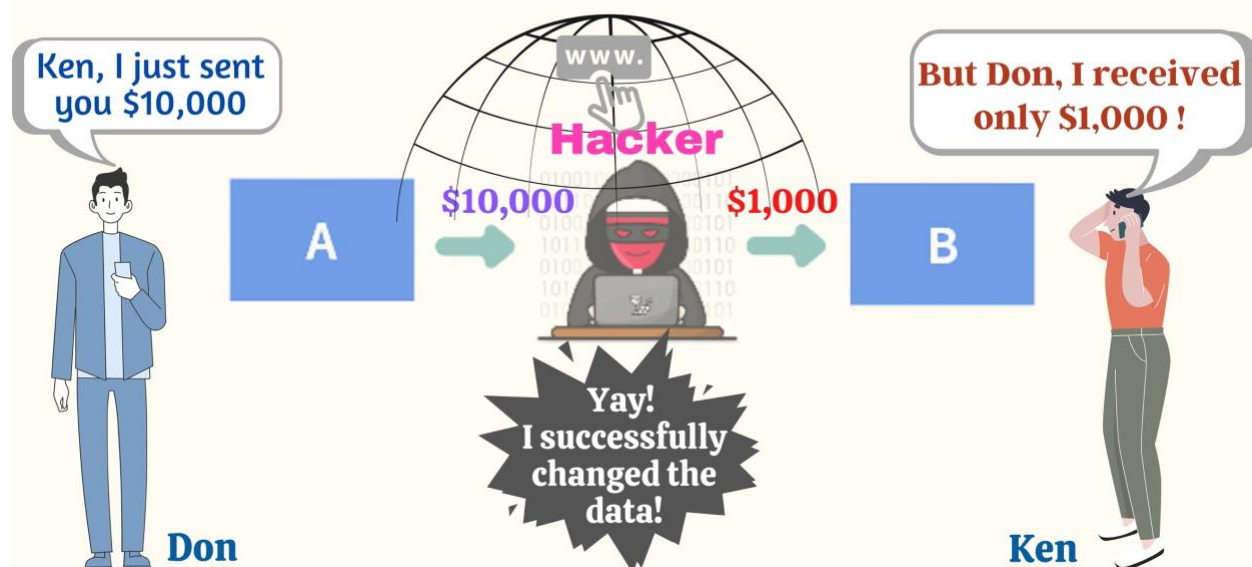 Ken, I just sent
you $10,000
www.
Hacker
But Don, I received
only $1,000 !
A
$10,000
$1,000
B
Yay!
I successfully
changed the
data!
Don
Ken